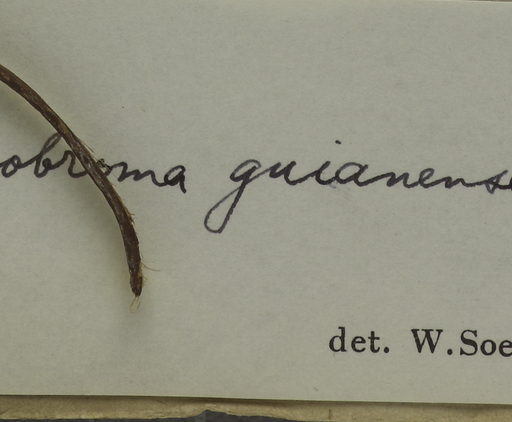 obroma guianense
det. W. Soe